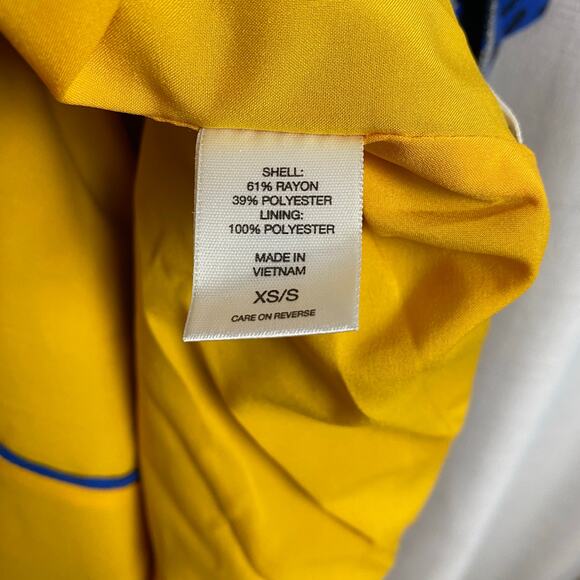 SHELL:
61% RAYON
39% POLYESTER
LINING:
100% POLYESTER
MADE IN
VIETNAM
XS/S
CARE ON REVERSE